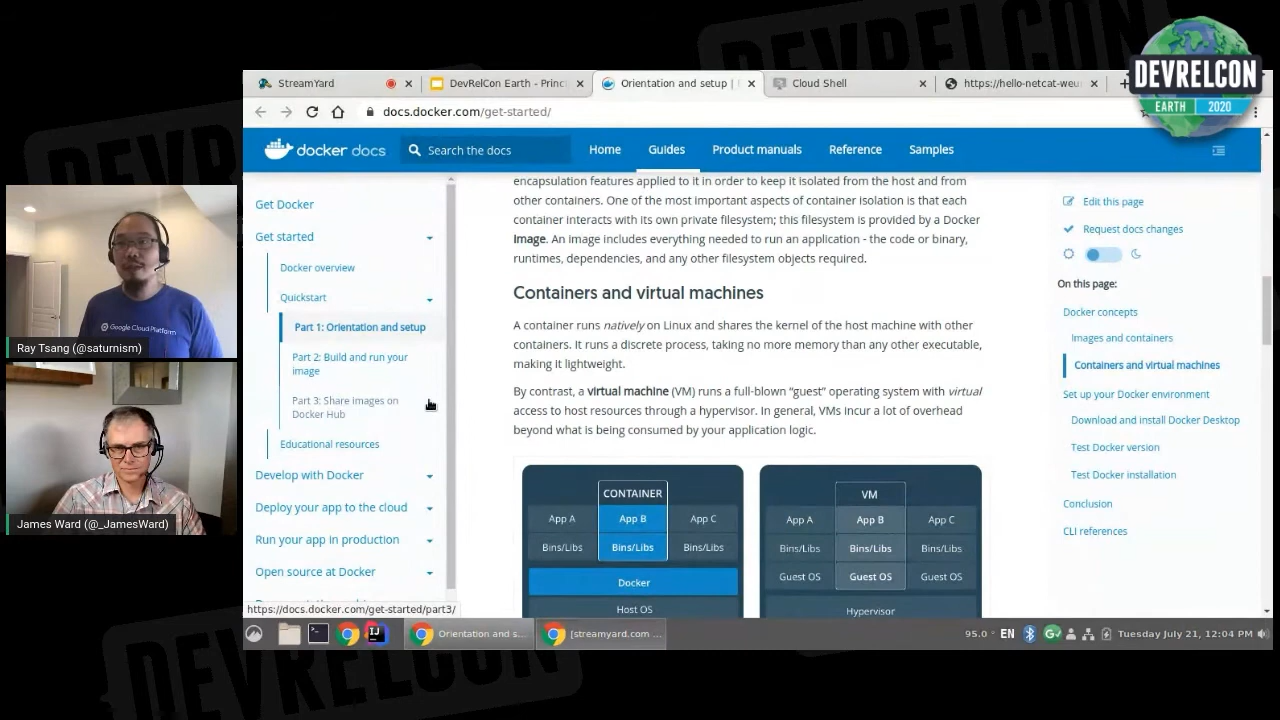 DEVRELCON
EARTH 2020
StreamYard
DevRelCon Earth - Princ
Orientation and setup |
Cloud Shell
https://hello-netcat-weu
docs.docker.com/get-started/
docker docs
Search the docs
Home
Guides
Product manuals
Reference
Samples
Get Docker
Get started
Docker overview
Quickstart
Part 1: Orientation and setup
Part 2: Build and run your
image
Part 3: Share images on
Docker Hub
Educational resources
Develop with Docker
Deploy your app to the cloud
Run your app in production
Open source at Docker
https://docs.docker.com/get-started/part3/
encapsulation features applied to it in order to keep it isolated from the host and from
other containers. One of the most important aspects of container isolation is that each
container interacts with its own private filesystem; this filesystem is provided by a Docker
Image. An image includes everything needed to run an application - the code or binary,
runtimes, dependencies, and any other filesystem objects required.
Containers and virtual machines
A container runs natively on Linux and shares the kernel of the host machine with other
containers. It runs a discrete process, taking no more memory than any other executable,
making it lightweight.
By contrast, a virtual machine (VM) runs a full-blown “guest” operating system with virtual
access to host resources through a hypervisor. In general, VMs incur a lot of overhead
beyond what is being consumed by your application logic.
CONTAINER
App A
App B
App C
Bins/Libs
Bins/Libs
Bins/Libs
Docker
Host OS
VM
App A
App B
App C
Bins/Libs
Bins/Libs
Bins/Libs
Guest OS
Guest OS
Guest OS
Hypervisor
Edit this page
Request docs changes
On this page:
Docker concepts
Images and containers
Containers and virtual machines
Set up your Docker environment
Download and install Docker Desktop
Test Docker version
Test Docker installation
Conclusion
CLI references
Google Cloud Platform
Ray Tsang (@saturnism)
James Ward (@_JamesWard)
Orientation and s...
[streamyard.com ...
95.0 °
EN
Tuesday July 21, 12:04 PM
DEVRELCON